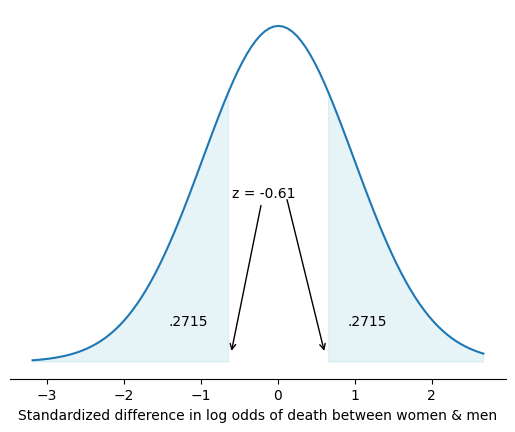 z = -0.61
.2715 .2715
−3 −2 −1 0 1 2
Standardized difference in log odds of death between women & men